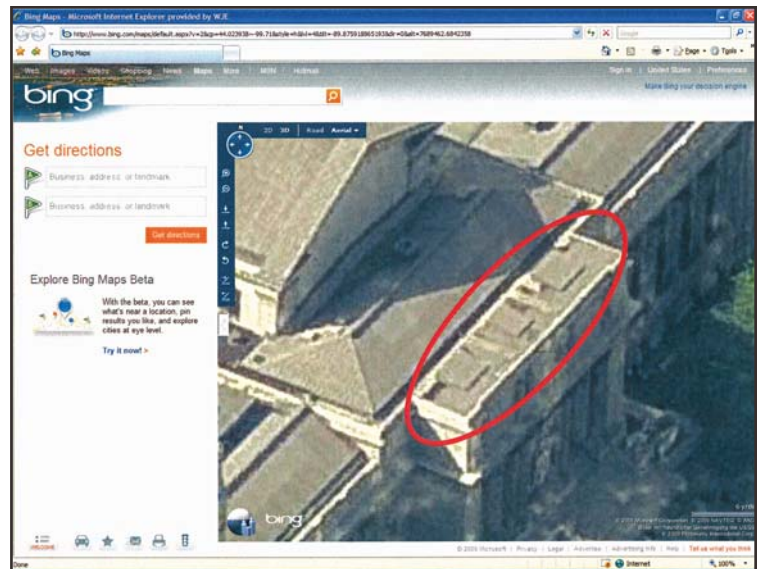 Bing Maps - Microsoft Internet Explorer provided by WJE
Bing Maps
Page
Tools
Web Images Videos Shopping News Maps More MSN Hotmail
Sign in United States Preferences
bing
Make Bing your decision engine
2D 3D Road Aerial
N
Get directions
Business, address, or landmark
Business, address, or landmark
Get directions
Explore Bing Maps Beta
With the beta, you can see
what's near a location, pin
results you like, and explore
cities at eye level.
Try it now! >
bing
WELCOME
© 2009 Microsoft | Privacy | Legal | Advertise | Advertising info | Help | Tell us what you think
Done
Internet
100%